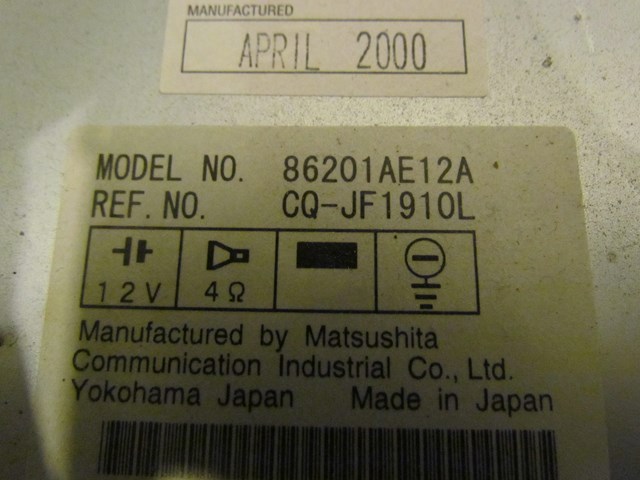 MANUFACTURED
APRIL 2000
MODEL NO. 86201AE12A
REF. NO. CQ-JF1910L
12V 4Ω
Manufactured by Matsushita
Communication Industrial Co., Ltd.
Yokohama Japan Made in Japan